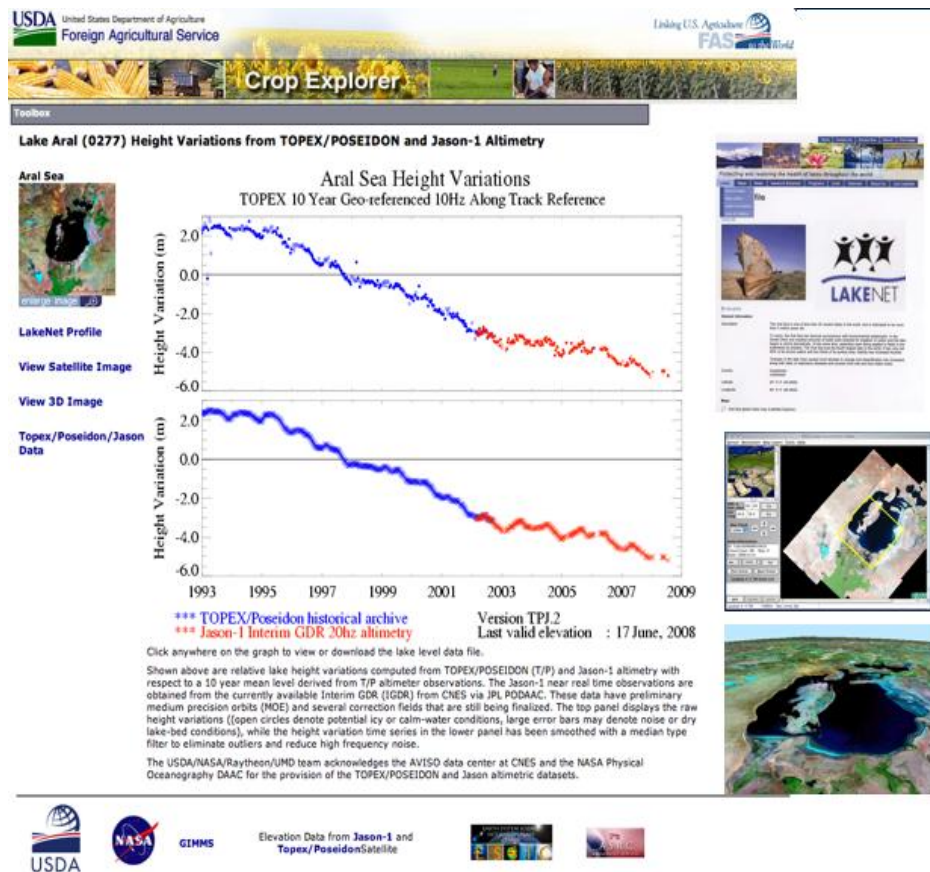 USDA United States Department of Agriculture
Foreign Agricultural Service
Linking U.S. Agriculture
FAS to the World
Crop Explorer
Toolbox
Lake Aral (0277) Height Variations from TOPEX/POSEIDON and Jason-1 Altimetry
Aral Sea
enlarge image
LakeNet Profile
View Satellite Image
View 3D Image
Topex/Poseidon/Jason
Data
Aral Sea Height Variations
TOPEX 10 Year Geo-referenced 10Hz Along Track Reference
Height Variation (m)
2.0
0.0
-2.0
-4.0
-6.0
Height Variation (m)
2.0
0.0
-2.0
-4.0
-6.0
1993 1995 1997 1999 2001 2003 2005 2007 2009
*** TOPEX/Poseidon historical archive Version TPJ.2
*** Jason-1 Interim GDR 20hz altimetry Last valid elevation : 17 June, 2008
Click anywhere on the graph to view or download the lake level data file.
Shown above are relative lake height variations computed from TOPEX/POSEIDON (T/P) and Jason-1 altimetry with
respect to a 10 year mean level derived from T/P altimeter observations. The Jason-1 near real time observations are
obtained from the currently available Interim GDR (IGDR) from CNES via JPL PODAAC. These data have preliminary
medium precision orbits (MOE) and several correction fields that are still being finalized. The top panel displays the raw
height variations ((open circles denote potential icy or calm-water conditions, large error bars may denote noise or dry
lake-bed conditions), while the height variation time series in the lower panel has been smoothed with a median type
filter to eliminate outliers and reduce high frequency noise.
The USDA/NASA/Raytheon/UMD team acknowledges the AVISO data center at CNES and the NASA Physical
Oceanography DAAC for the provision of the TOPEX/POSEIDON and Jason altimetric datasets.
Protecting and restoring the health of lakes throughout the world
LAKENET
USDA
NASA
GIMMS
Elevation Data from Jason-1 and
Topex/PoseidonSatellite